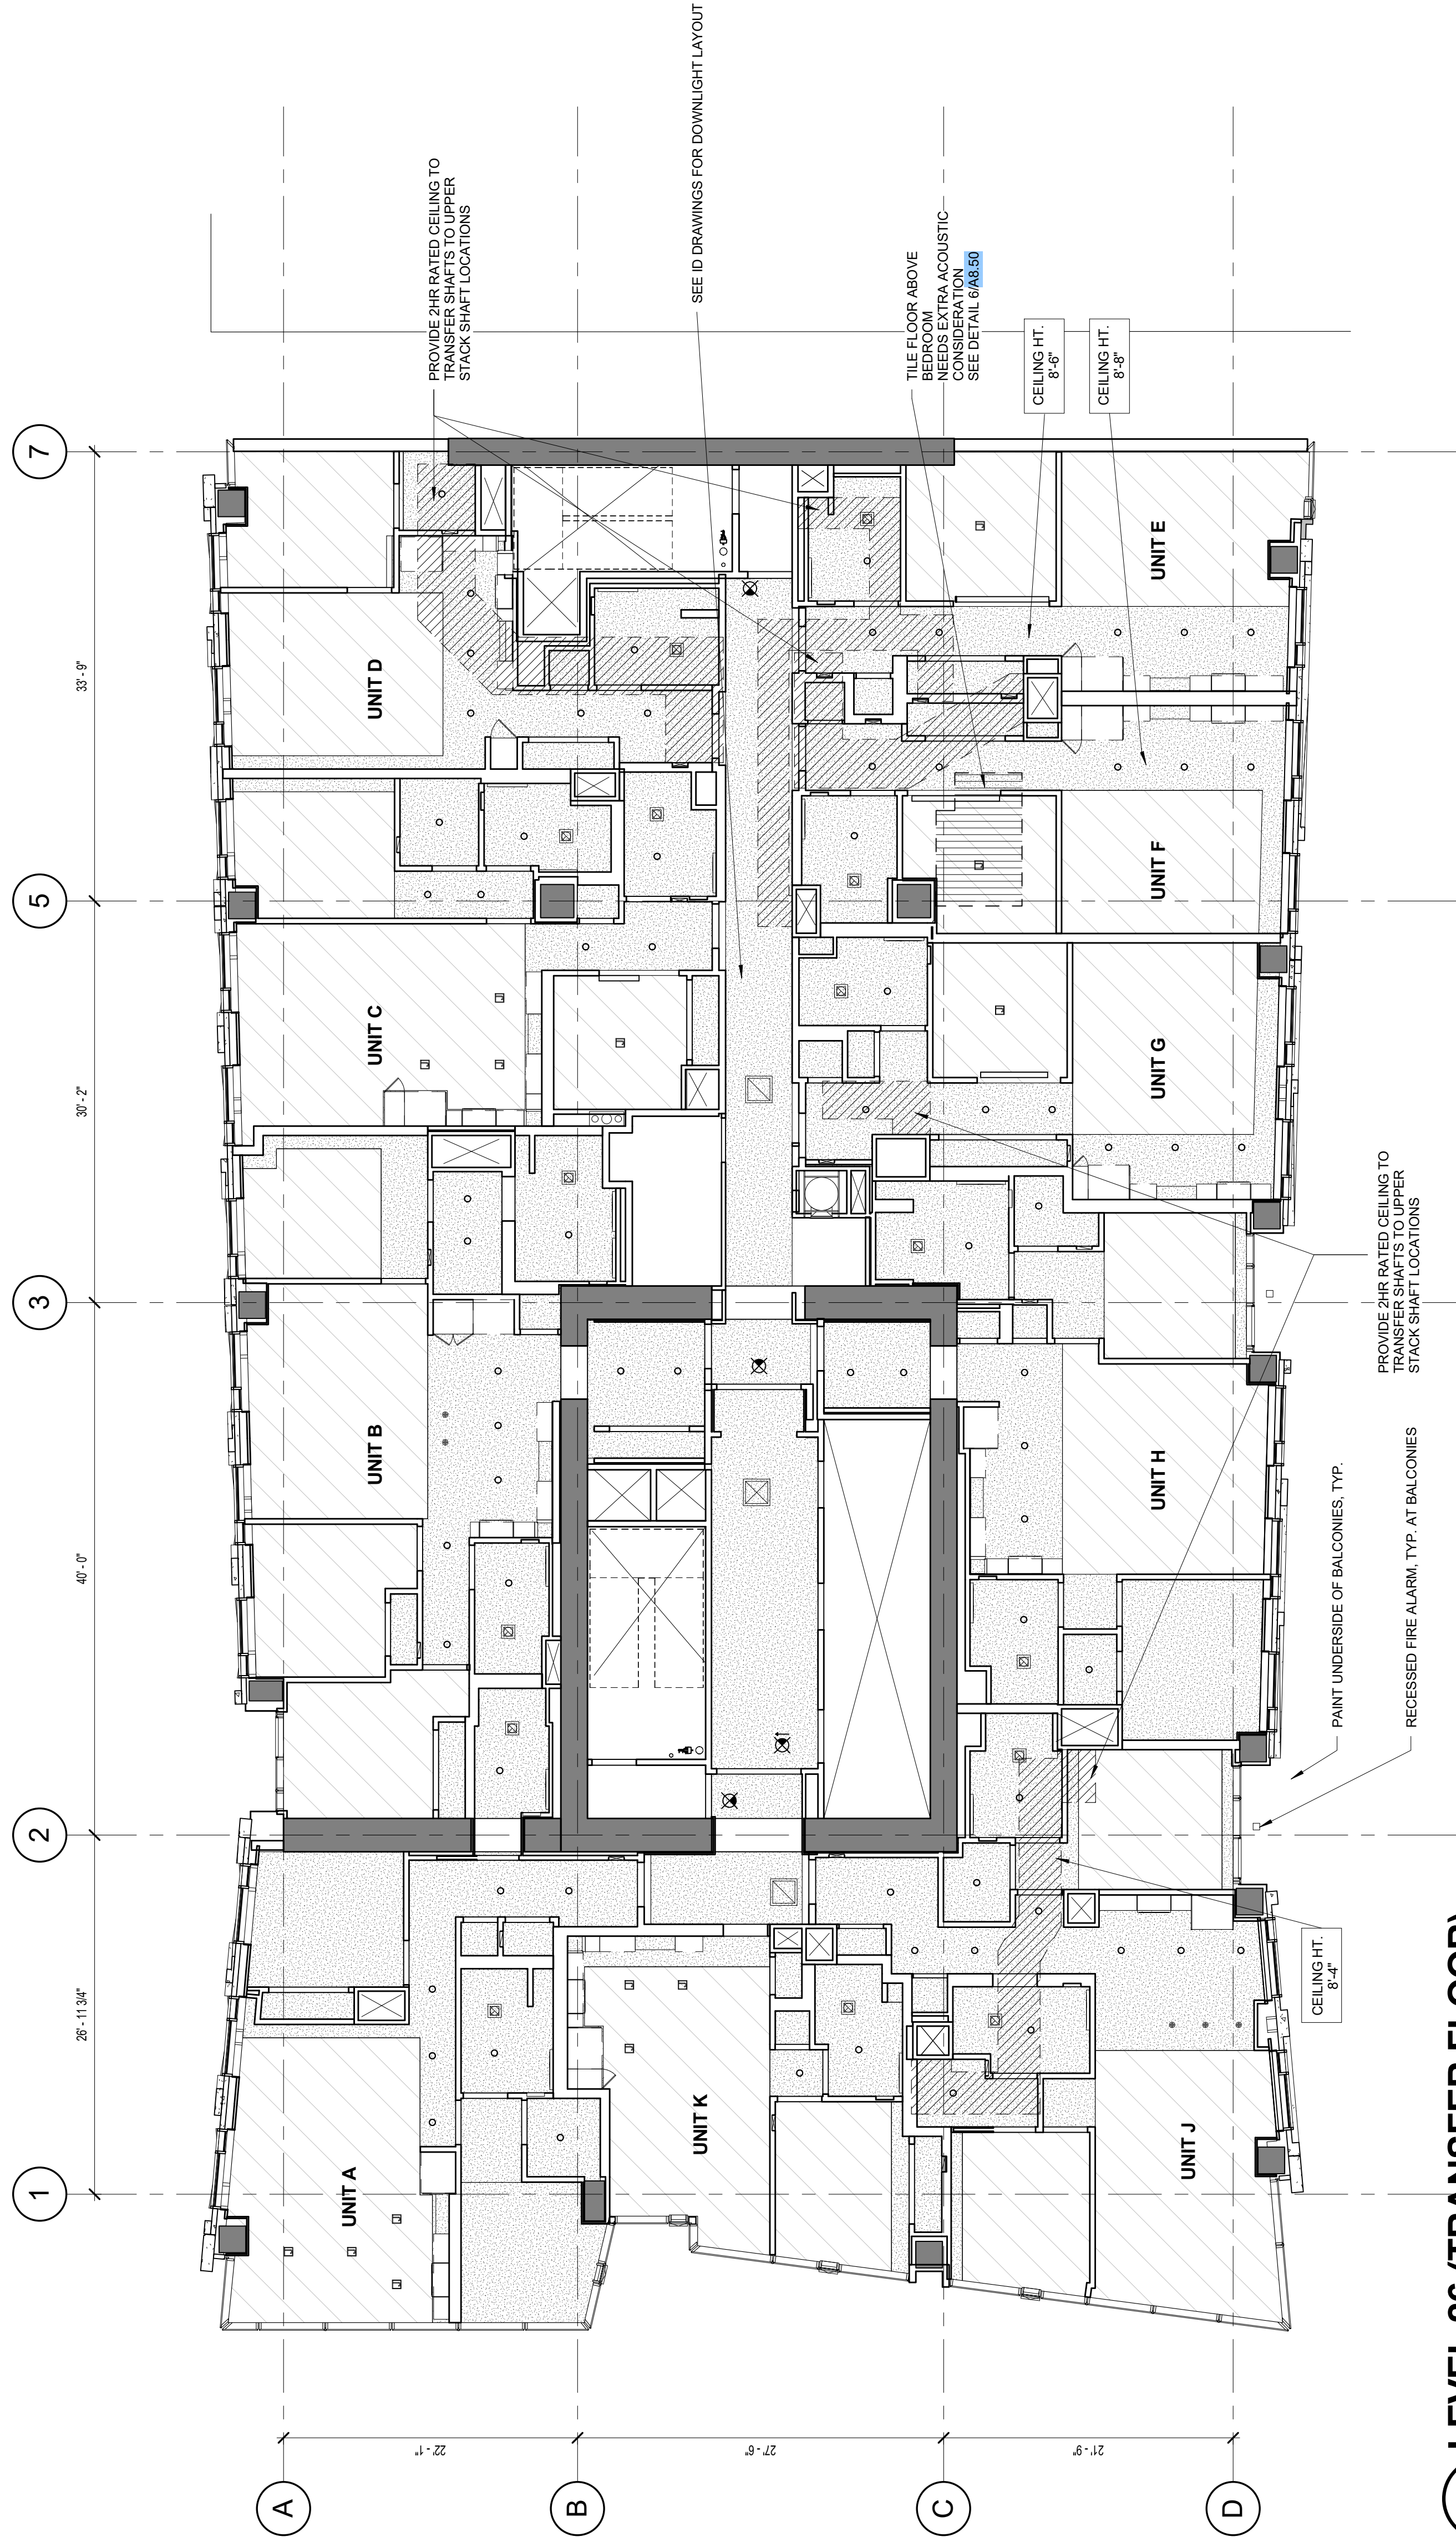 7
5
3
2
1
33' - 9"
30' - 2"
40' - 0"
26' - 11 3/4"
A
B
C
D
22' - 1"
27' - 6"
21' - 9"
PROVIDE 2HR RATED CEILING TO
TRANSFER SHAFTS TO UPPER
STACK SHAFT LOCATIONS
SEE ID DRAWINGS FOR DOWNLIGHT LAYOUT
TILE FLOOR ABOVE
BEDROOM
NEEDS EXTRA ACOUSTIC
CONSIDERATION
SEE DETAIL 6/A8.50
CEILING HT.
8'-6"
CEILING HT.
8'-8"
UNIT A
UNIT B
UNIT C
UNIT D
UNIT E
UNIT F
UNIT G
UNIT H
UNIT J
UNIT K
PROVIDE 2HR RATED CEILING TO
TRANSFER SHAFTS TO UPPER
STACK SHAFT LOCATIONS
PAINT UNDERSIDE OF BALCONIES, TYP.
RECESSED FIRE ALARM, TYP. AT BALCONIES
CEILING HT.
8'-4"
LEVEL 06 (TRANSFER FLOOR)